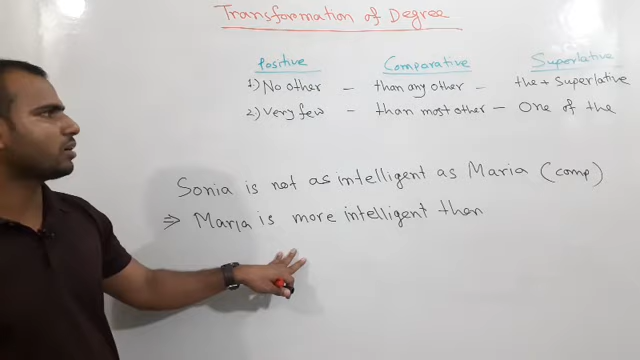 Transformation of Degree
Positive Comparative Superlative
1) No other – than any other – the + Superlative
2) Very few – than most other – One of the
Sonia is not as intelligent as Maria (comp)
⇒ Maria is more intelligent than